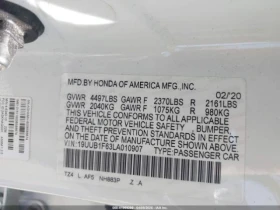 MFD. BY HONDA OF AMERICA MFG.,INC.
02/20
GVWR 4497LBS GAWR F 2370LBS R 2161LBS
GVWR 2040KG GAWR F 1075KG R 980KG
THIS VEHICLE CONFORMS TO ALL APPLICABLE
FEDERAL MOTOR VEHICLE SAFETY, BUMPER,
AND THEFT PREVENTION STANDARDS IN EFFECT
ON THE DATE OF MANUFACTURE SHOWN ABOVE.
V.I.N:19UUB1F63LA010907 TYPE:PASSENGER CAR
TZ4 L AF5 NH883P Z A